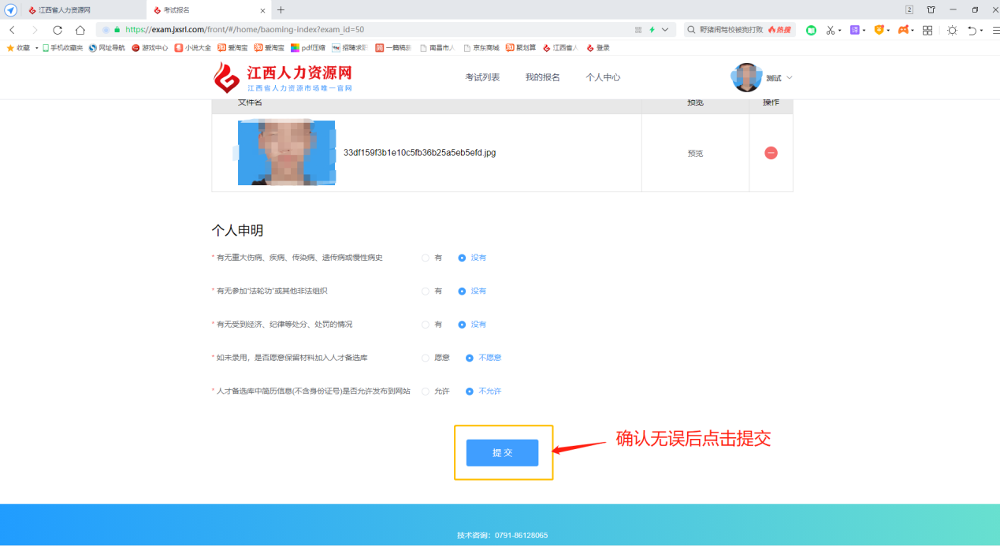 江西省人力资源网
考试报名
2
https://exam.jxsrl.com/front/#/home/baoming-index?exam_id=50
野猪闯驾校被狗打败
热搜
译
收藏
手机收藏夹
网址导航
游戏中心
小说大全
爱淘宝
爱淘宝
pdf压缩
招聘求职
一篇稿
南昌市人
京东商城
聚划算
江西省人
登录
江西人力资源网
江西省人力资源市场唯一官网
考试列表
我的报名
个人中心
测试
文件名
预览
操作
33df159f3b1e10c5fb36b25a5eb5efd.jpg
预览
个人申明
* 有无重大伤病、疾病、传染病、遗传病或慢性病史 有 没有
* 有无参加“法轮功”或其他非法组织 有 没有
* 有无受到经济、纪律等处分、处罚的情况 有 没有
* 如未录用，是否愿意保留材料加入人才备选库 愿意 不愿意
* 人才备选库中简历信息(不含身份证号)是否允许发布到网站 允许 不允许
提交
确认无误后点击提交
技术咨询：0791-86128065